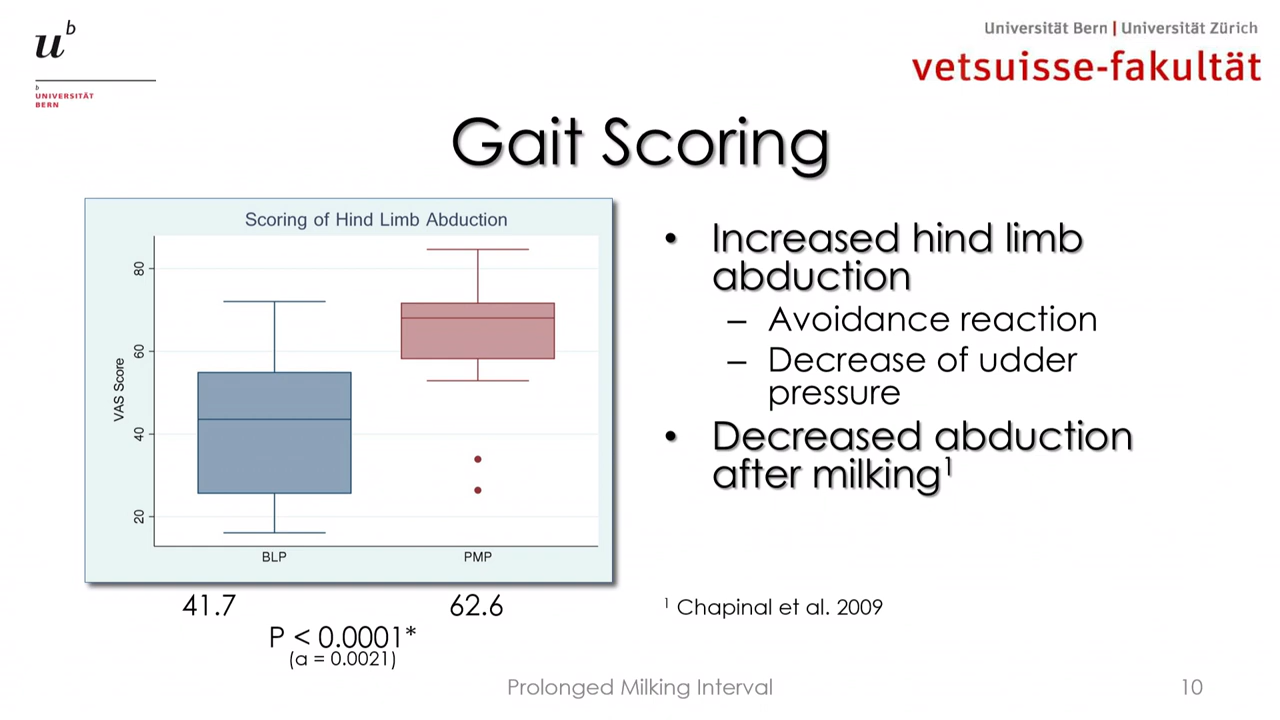 u^b
b
UNIVERSITÄT
BERN
Universität Bern | Universität Zürich
vetsuisse-fakultät
Gait Scoring
Scoring of Hind Limb Abduction
VAS Score
80
60
40
20
BLP PMP
41.7 62.6
P < 0.0001*
(α = 0.0021)
• Increased hind limb
abduction
– Avoidance reaction
– Decrease of udder
pressure
• Decreased abduction
after milking¹
¹ Chapinal et al. 2009
Prolonged Milking Interval
10